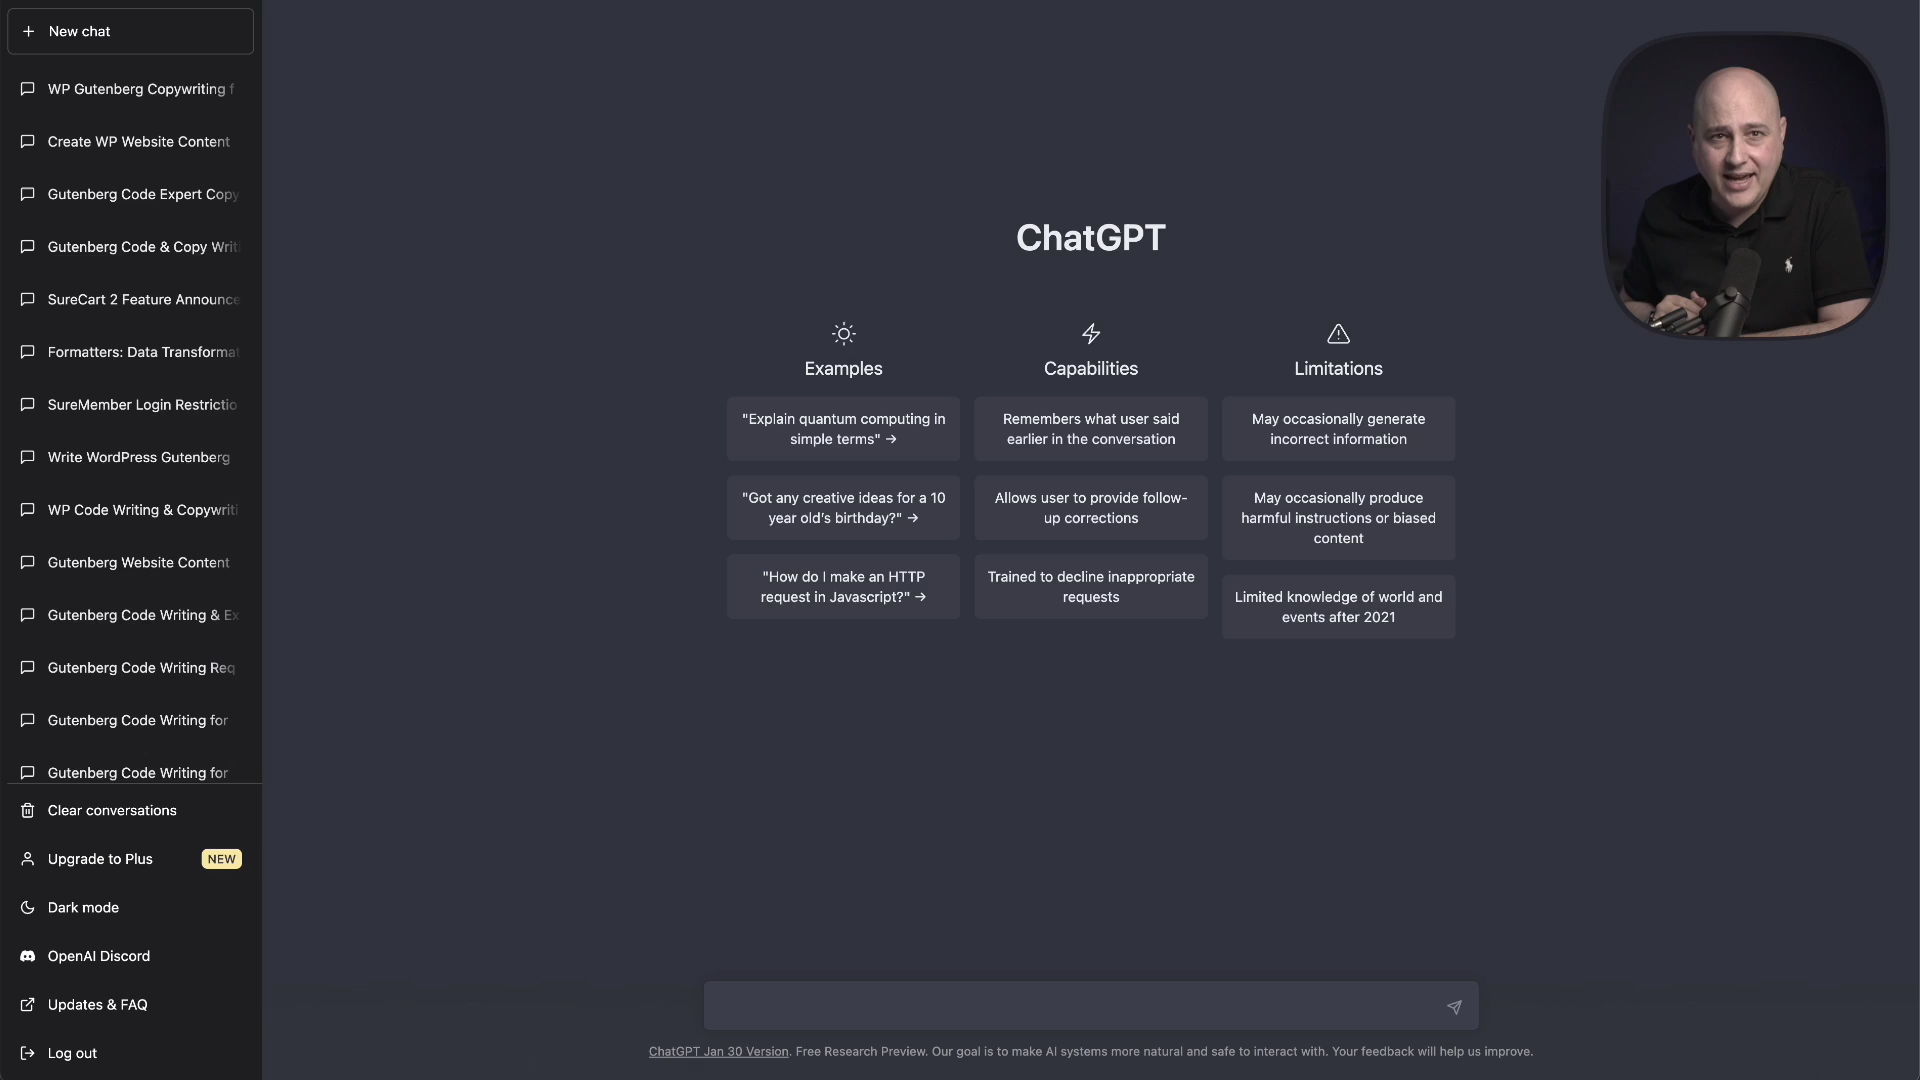 New chat
WP Gutenberg Copywriting f
Create WP Website Content
Gutenberg Code Expert Copy
Gutenberg Code & Copy Writi
SureCart 2 Feature Announce
Formatters: Data Transformat
SureMember Login Restrictio
Write WordPress Gutenberg
WP Code Writing & Copywriti
Gutenberg Website Content
Gutenberg Code Writing & Ex
Gutenberg Code Writing Req
Gutenberg Code Writing for
Gutenberg Code Writing for
Clear conversations
Upgrade to Plus NEW
Dark mode
OpenAI Discord
Updates & FAQ
Log out
ChatGPT
Examples
"Explain quantum computing in
simple terms" →
"Got any creative ideas for a 10
year old's birthday?" →
"How do I make an HTTP
request in Javascript?" →
Capabilities
Remembers what user said
earlier in the conversation
Allows user to provide follow-
up corrections
Trained to decline inappropriate
requests
Limitations
May occasionally generate
incorrect information
May occasionally produce
harmful instructions or biased
content
Limited knowledge of world and
events after 2021
ChatGPT Jan 30 Version. Free Research Preview. Our goal is to make AI systems more natural and safe to interact with. Your feedback will help us improve.